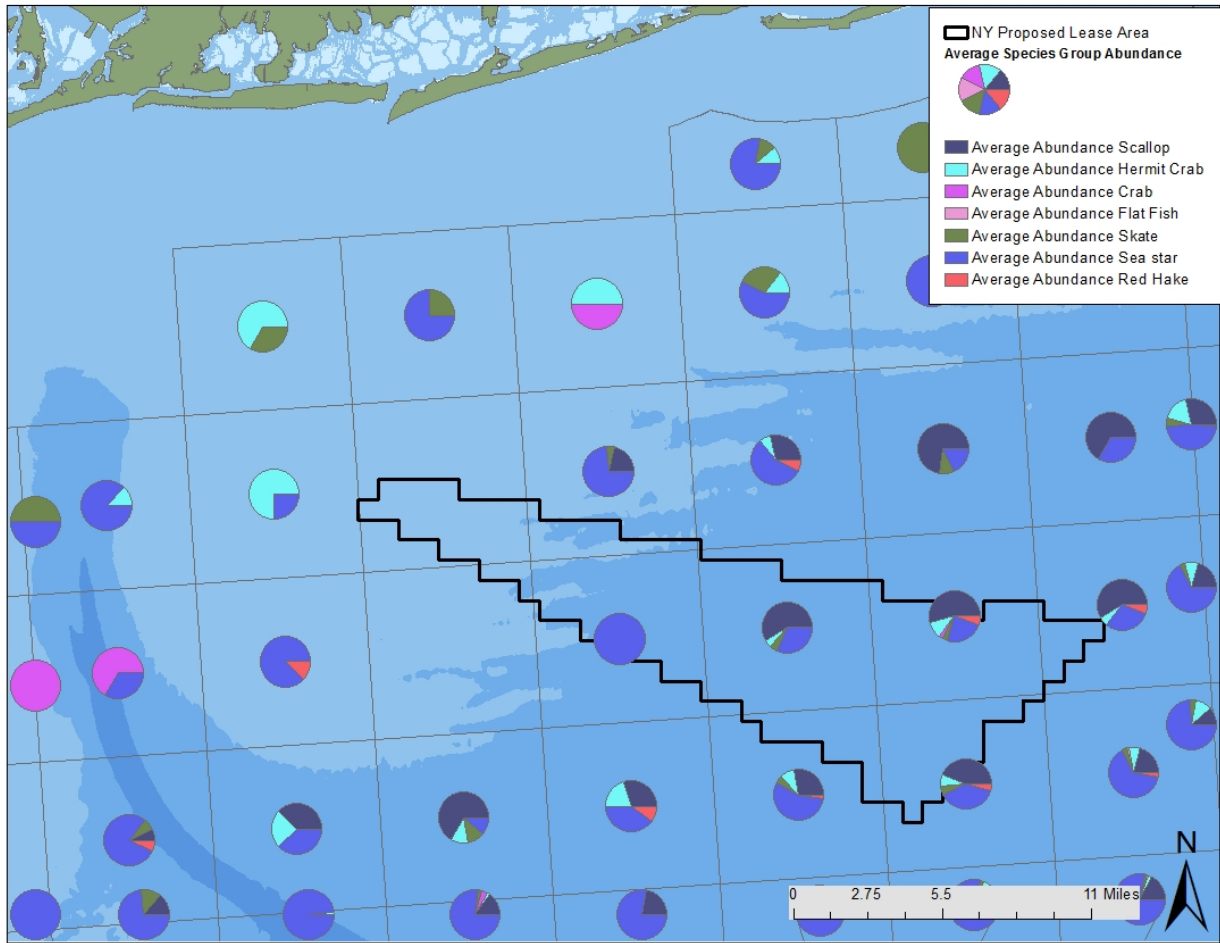 NY Proposed Lease Area
Average Species Group Abundance
Average Abundance Scallop
Average Abundance Hermit Crab
Average Abundance Crab
Average Abundance Flat Fish
Average Abundance Skate
Average Abundance Sea star
Average Abundance Red Hake
N
0 2.75 5.5 11 Miles